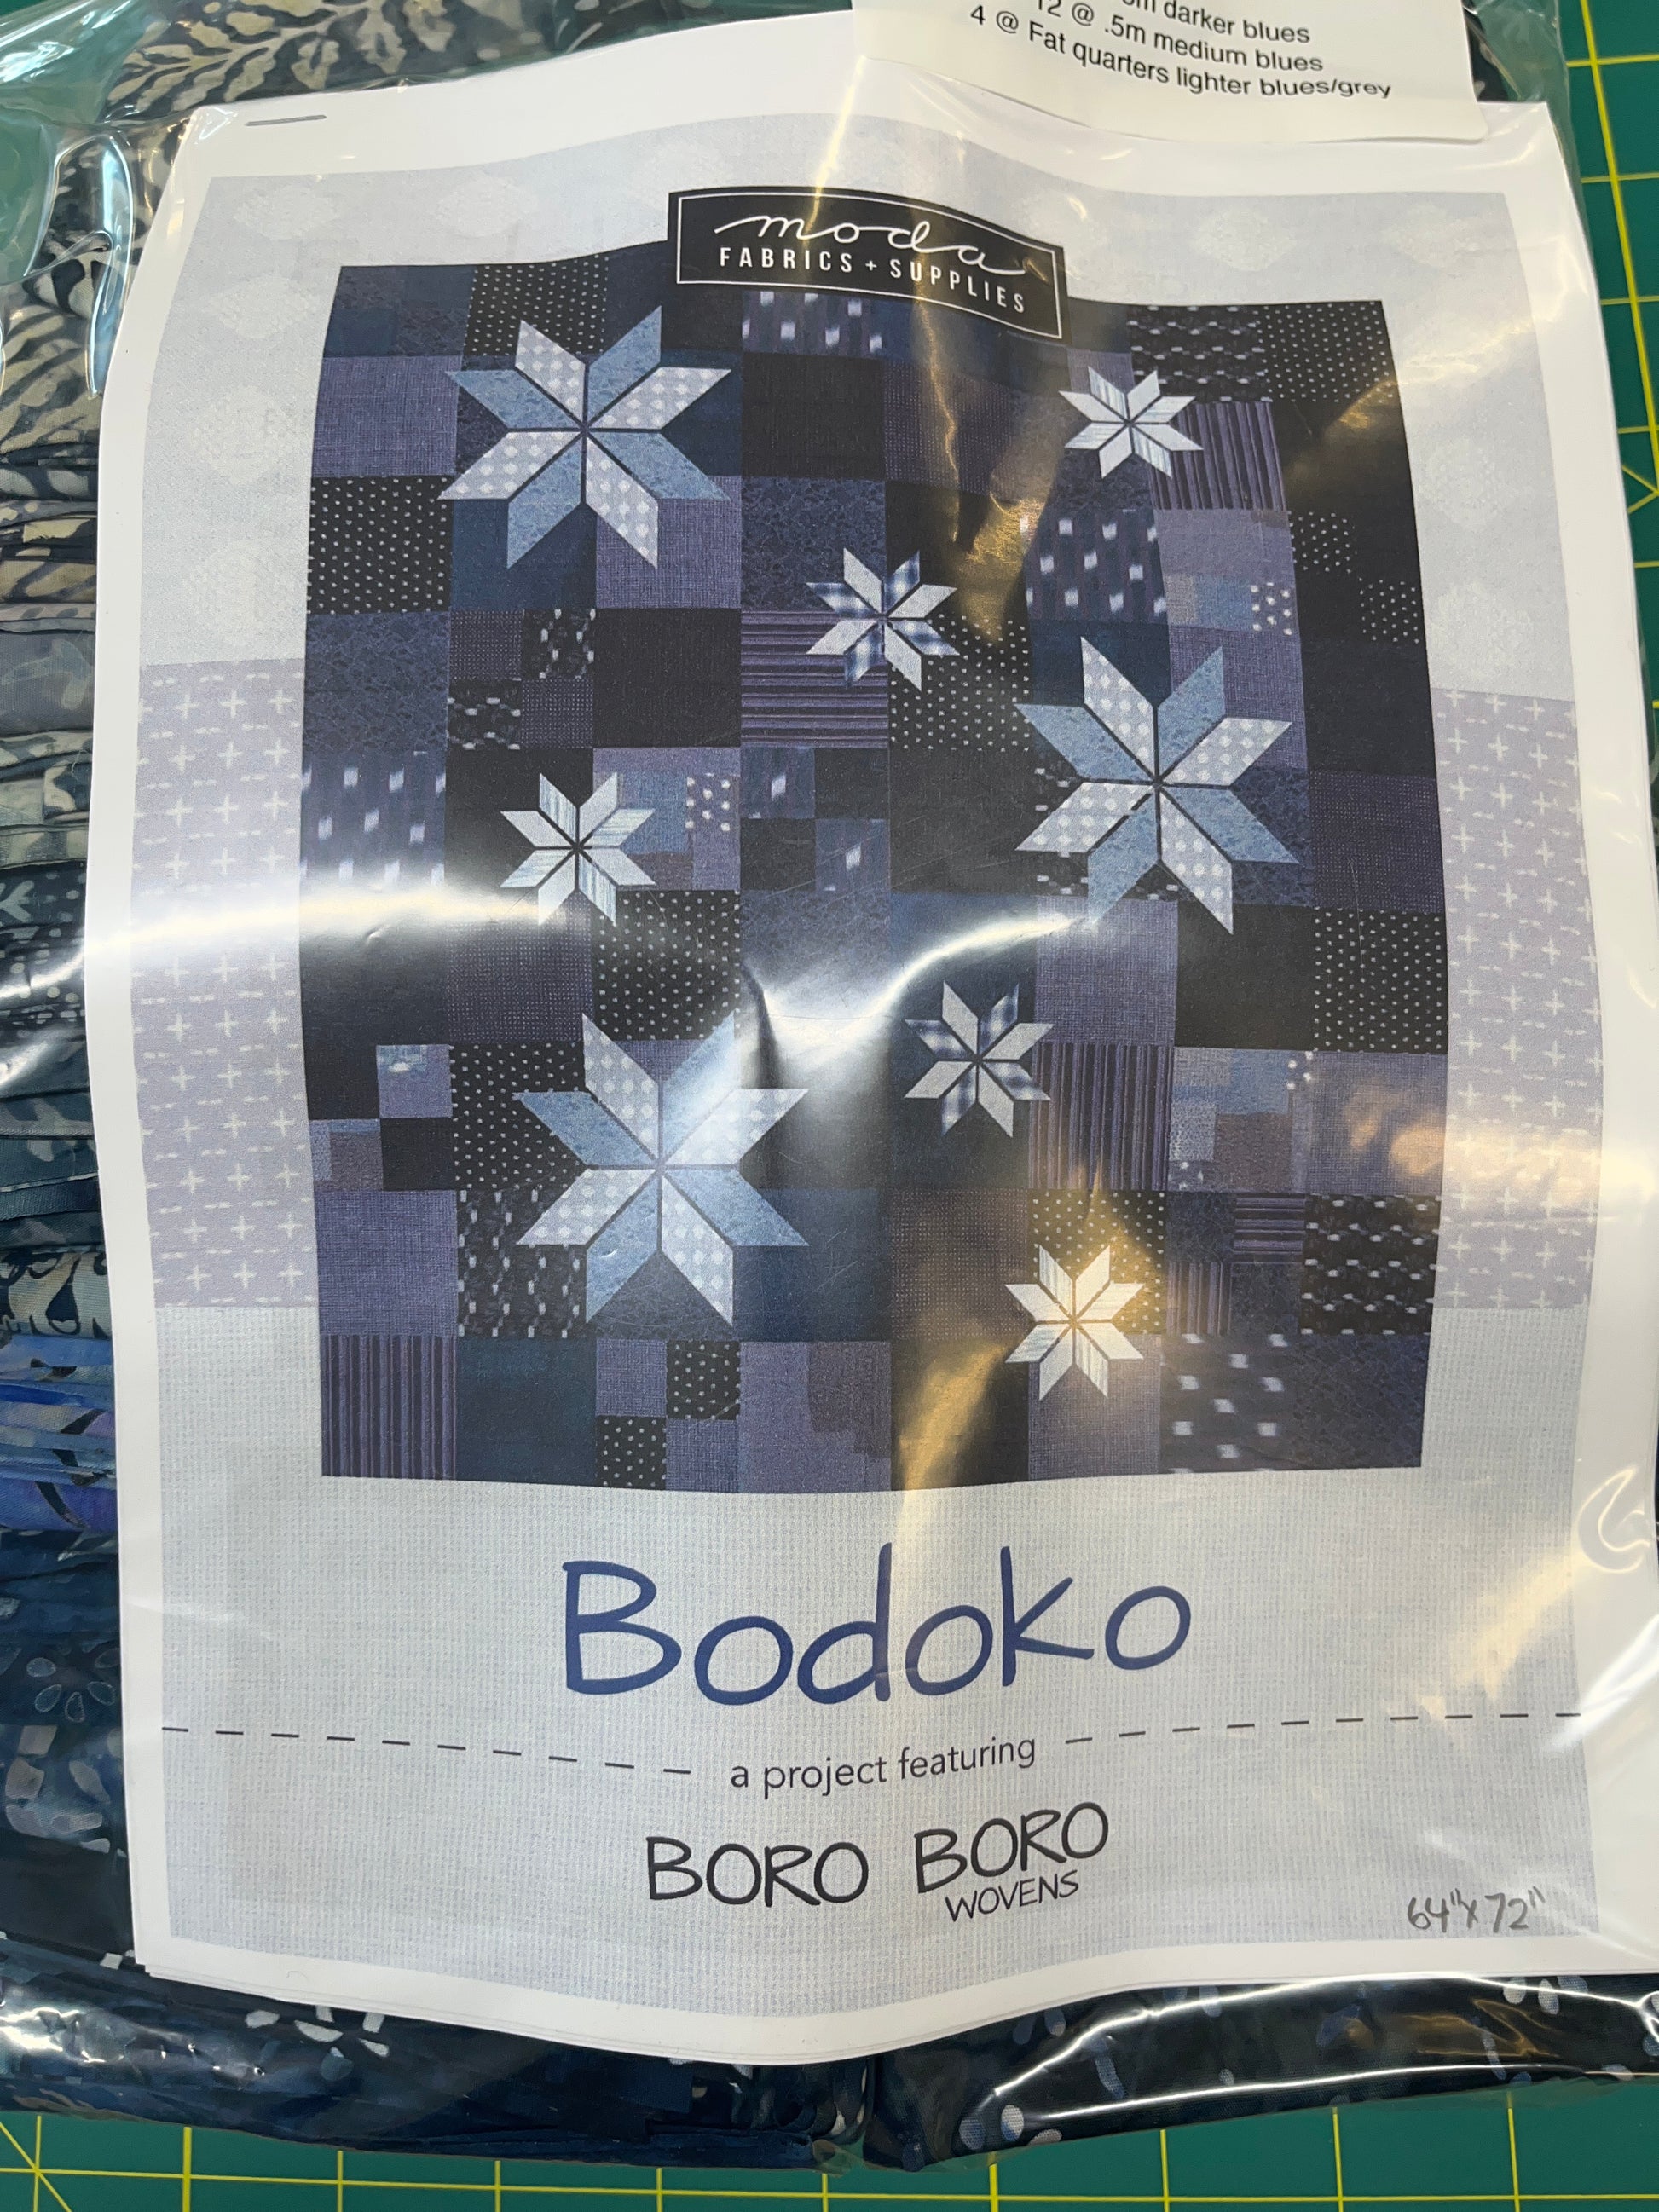 darker blues
12 @ .5m medium blues
4 @ Fat quarters lighter blues/grey
moda
FABRICS + SUPPLIES
Bodoko
a project featuring
BORO BORO
WOVENS
64"x72"